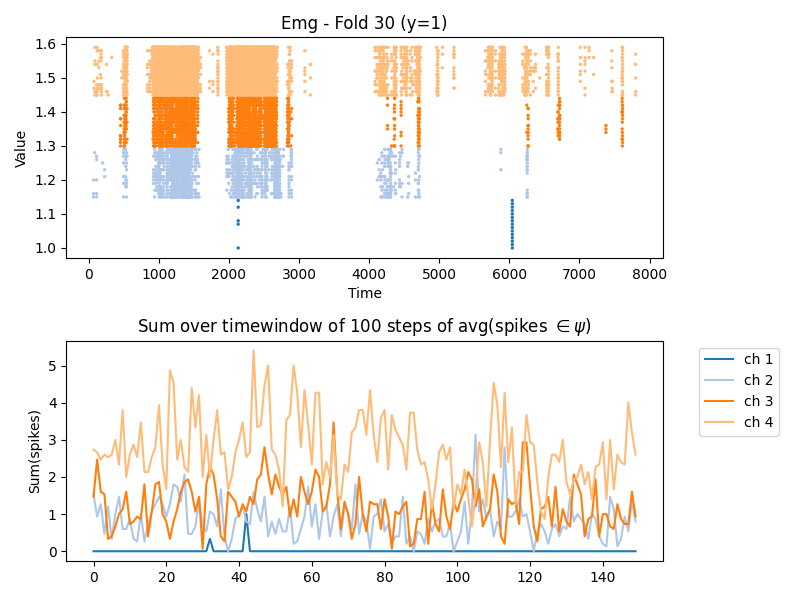 Emg - Fold 30 (y=1)
Value
1.6
1.5
1.4
1.3
1.2
1.1
1.0
0 1000 2000 3000 4000 5000 6000 7000 8000
Time
Sum over timewindow of 100 steps of avg(spikes ∈ ψ)
Sum(spikes)
5
4
3
2
1
0
0 20 40 60 80 100 120 140
ch 1
ch 2
ch 3
ch 4